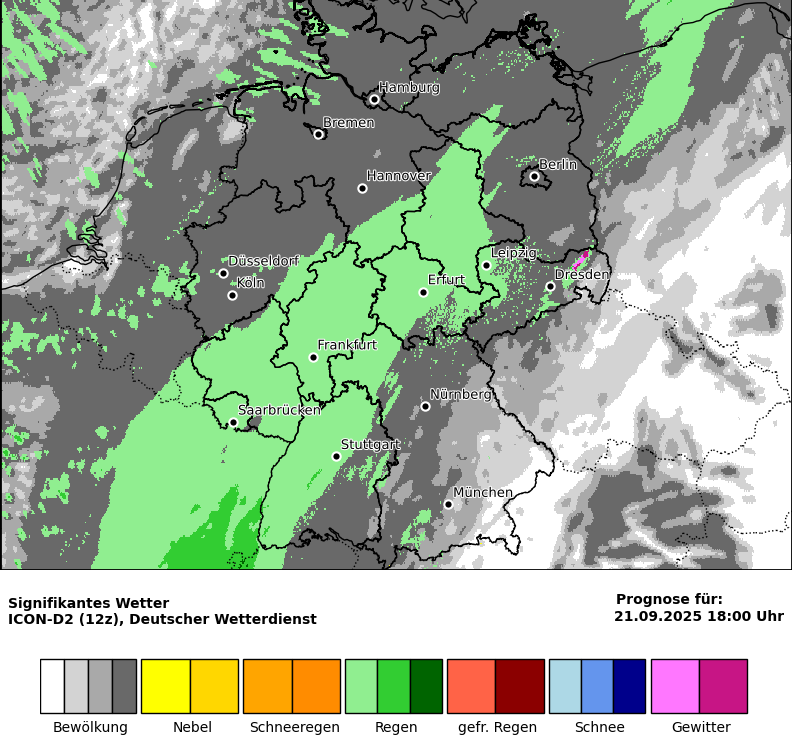 Hamburg
Bremen
Berlin
Hannover
Leipzig
Düsseldorf
Dresden
Köln
Erfurt
Frankfurt
Nürnberg
Saarbrücken
Stuttgart
München
Signifikantes Wetter
ICON-D2 (12z), Deutscher Wetterdienst
Prognose für:
21.09.2025 18:00 Uhr
Bewölkung Nebel Schneeregen Regen gefr. Regen Schnee Gewitter